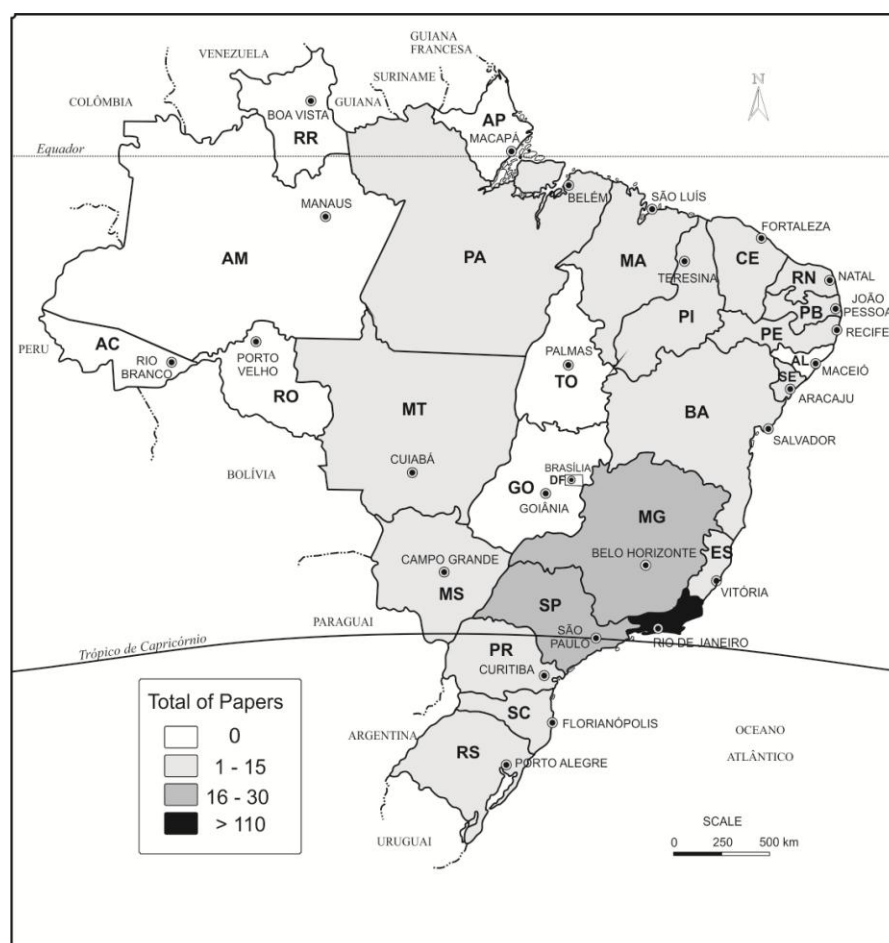 GUIANA
FRANCESA
VENEZUELA
SURINAME
N
COLÔMBIA
BOA VISTA
GUIANA
AP
RR
MACAPÁ
Equador
MANAUS
BELÉM
SÃO LUÍS
FORTALEZA
AM
PA
MA
CE
TERESINA
RN
NATAL
JOÃO
PESSOA
PB
PI
PE
RECIFE
PERU
AC
RIO
BRANCO
PORTO
VELHO
PALMAS
AL
MACEIÓ
TO
SE
RO
ARACAJU
MT
BA
SALVADOR
CUIABÁ
BOLÍVIA
BRASÍLIA
DF
GO
GOIÂNIA
MG
BELO HORIZONTE
ES
CAMPO GRANDE
VITÓRIA
MS
SP
PARAGUAI
SÃO
PAULO
RIO DE JANEIRO
Trópico de Capricórnio
PR
CURITIBA
Total of Papers
0
1 - 15
16 - 30
> 110
SC
FLORIANÓPOLIS
ARGENTINA
OCEANO
ATLÂNTICO
RS
PORTO ALEGRE
URUGUAI
SCALE
0 250 500 km